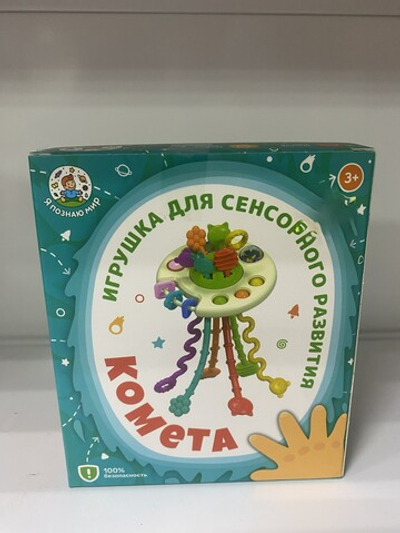 Я ПОЗНАЮ МИР
3+
ИГРУШКА ДЛЯ СЕНСОРНОГО РАЗВИТИЯ
КОМЕТА
100%
безопасность